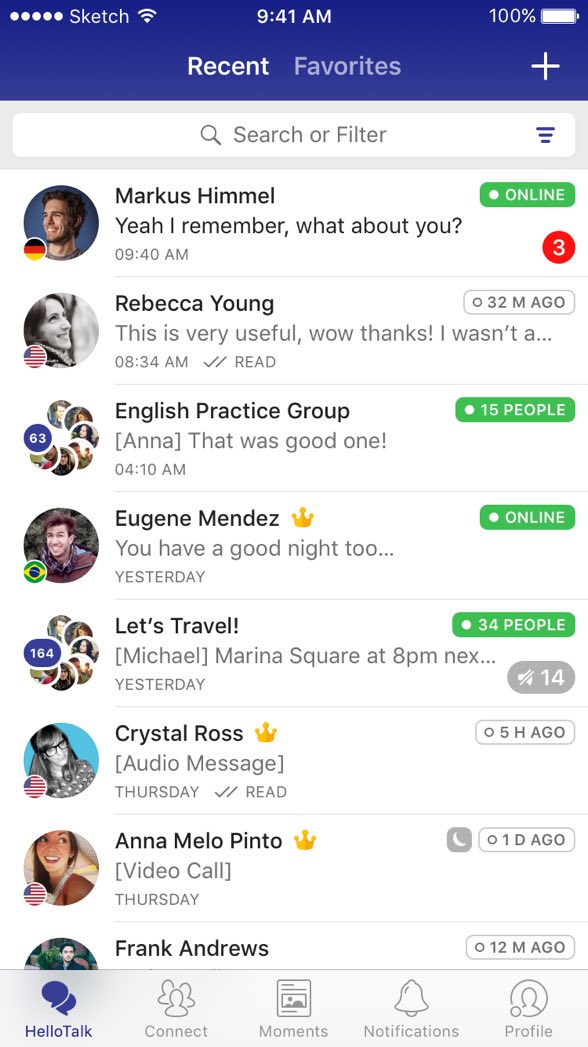 Sketch 9:41 AM 100%
Recent Favorites
Search or Filter
Markus Himmel ONLINE
Yeah I remember, what about you?
09:40 AM 3
Rebecca Young 32 M AGO
This is very useful, wow thanks! I wasn’t a...
08:34 AM READ
English Practice Group 15 PEOPLE
63 [Anna] That was good one!
04:10 AM
Eugene Mendez ONLINE
You have a good night too...
YESTERDAY
Let’s Travel! 34 PEOPLE
164 [Michael] Marina Square at 8pm nex...
YESTERDAY 14
Crystal Ross 5 H AGO
[Audio Message]
THURSDAY READ
Anna Melo Pinto 1 D AGO
[Video Call]
THURSDAY
Frank Andrews 12 M AGO
HelloTalk Connect Moments Notifications Profile